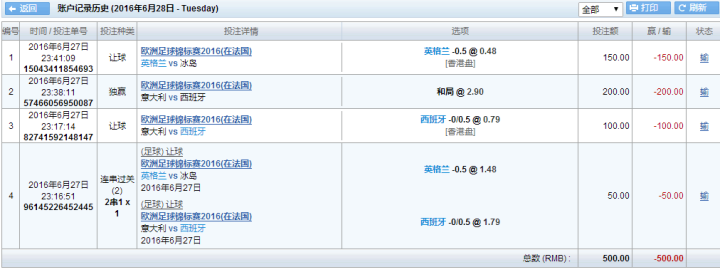 返回
账户记录历史 (2016年6月28日 - Tuesday)
全部
打印
刷新
编号 时间 / 投注单号 投注种类 投注详情 选项 投注额 赢 / 输 状态
1
2016年6月27日
23:41:09
15043411854693
让球
欧洲足球锦标赛2016(在法国)
英格兰 vs 冰岛
英格兰 -0.5 @ 0.48
[香港盘]
150.00 -150.00 输
2
2016年6月27日
23:38:11
57466056950087
独赢
欧洲足球锦标赛2016(在法国)
意大利 vs 西班牙
和局 @ 2.90
200.00 -200.00 输
3
2016年6月27日
23:17:14
82741592148147
让球
欧洲足球锦标赛2016(在法国)
意大利 vs 西班牙
西班牙 -0/0.5 @ 0.79
[香港盘]
100.00 -100.00 输
4
2016年6月27日
23:16:51
96145226452445
连串过关
(2)
2串1 x
1
(足球) 让球
欧洲足球锦标赛2016(在法国)
英格兰 vs 冰岛
2016年6月27日
英格兰 -0.5 @ 1.48
(足球) 让球
欧洲足球锦标赛2016(在法国)
意大利 vs 西班牙
2016年6月27日
西班牙 -0/0.5 @ 1.79
50.00 -50.00 输
总数 (RMB) : 500.00 -500.00